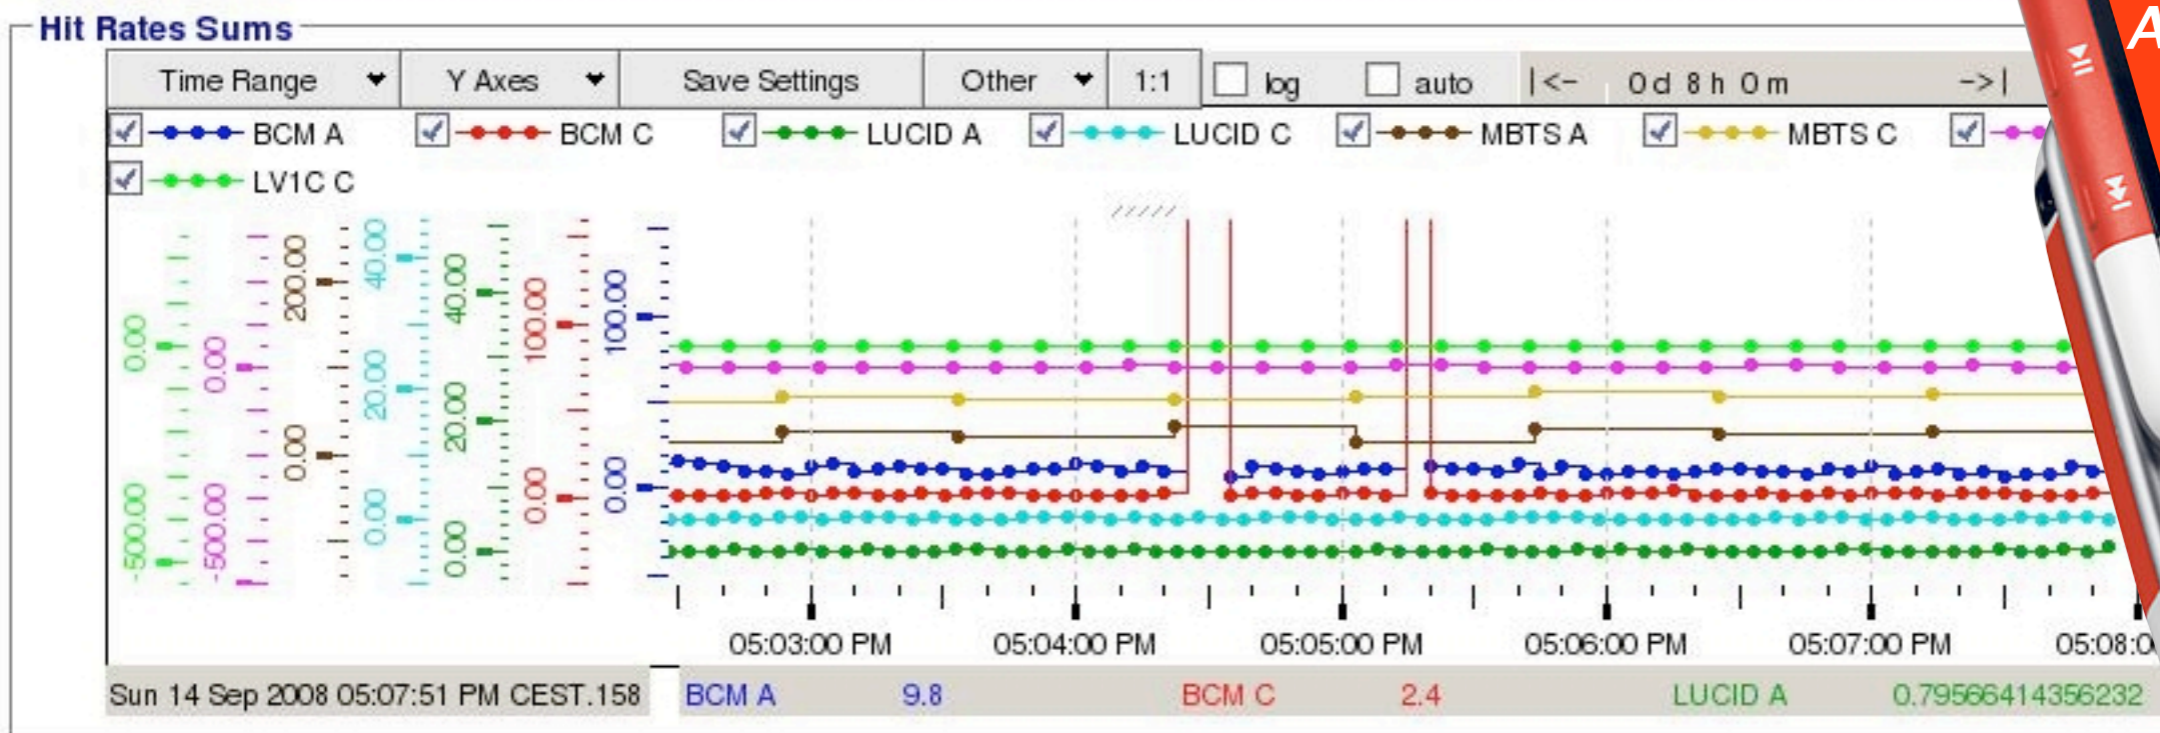 Hit Rates Sums
Time Range Y Axes Save Settings Other 1:1 log auto |<- 0 d 8 h 0 m ->|
BCM A BCM C LUCID A LUCID C MBTS A MBTS C
LV1C C
0.00 -500.00
0.00 -500.00
200.00 0.00
40.00 20.00 0.00
40.00 20.00 0.00
100.00 0.00
100.00 0.00
05:03:00 PM 05:04:00 PM 05:05:00 PM 05:06:00 PM 05:07:00 PM 05:08:0
Sun 14 Sep 2008 05:07:51 PM CEST.158 BCM A 9.8 BCM C 2.4 LUCID A 0.79566414356232
A